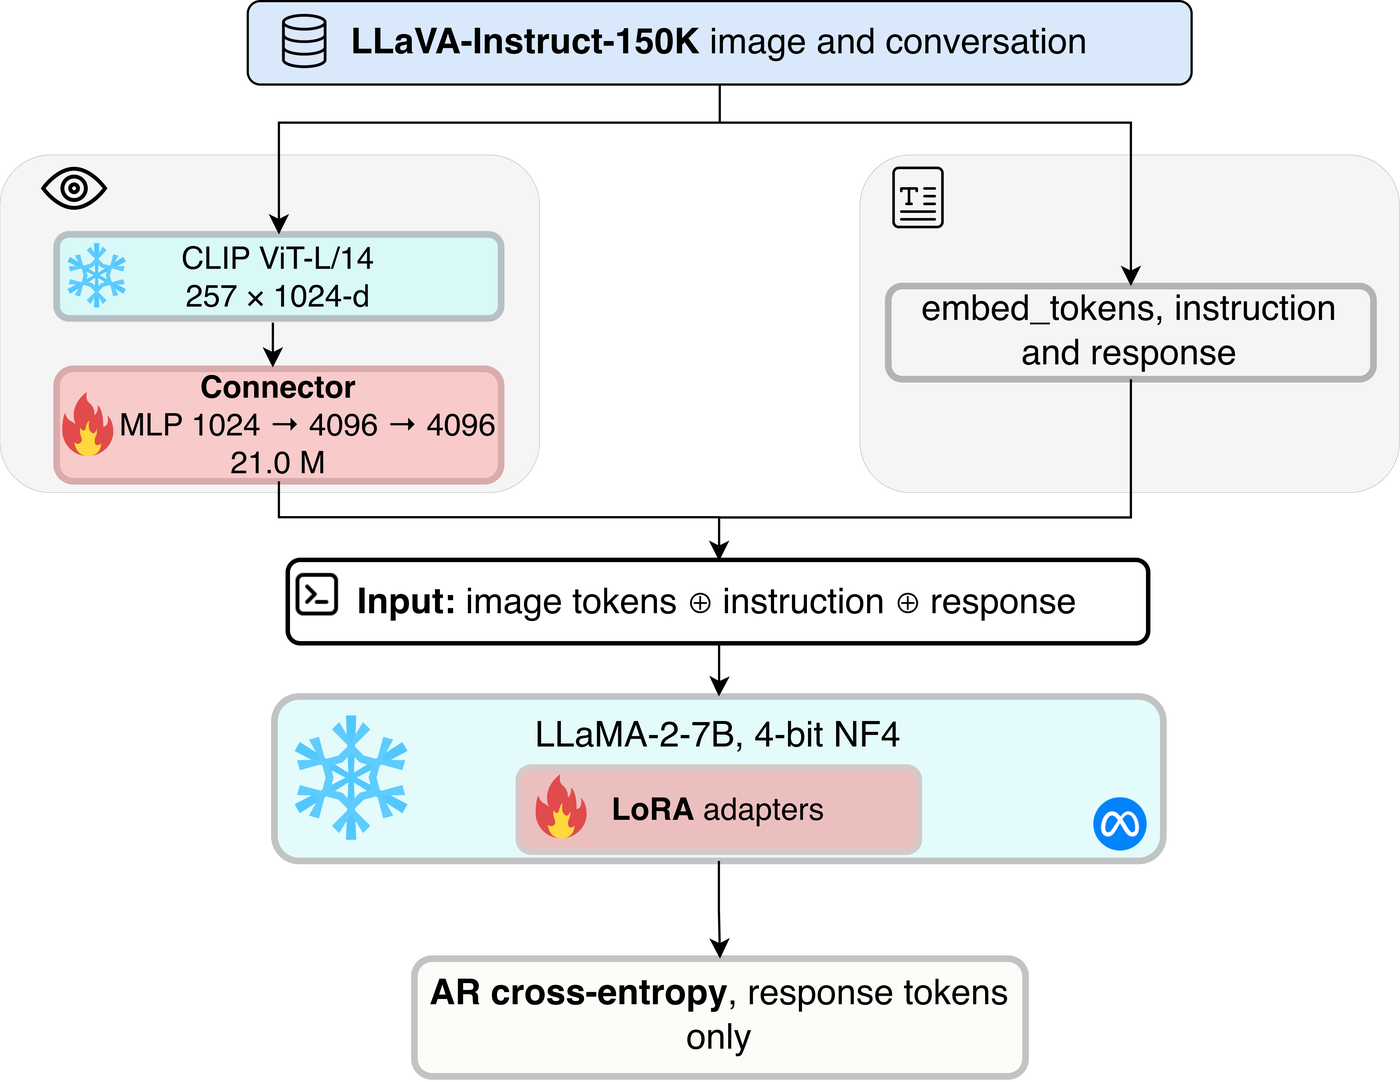 LLaVA-Instruct-150K image and conversation
CLIP ViT-L/14
257 × 1024-d
Connector
MLP 1024 → 4096 → 4096
21.0 M
embed_tokens, instruction
and response
Input: image tokens ⊕ instruction ⊕ response
LLaMA-2-7B, 4-bit NF4
LoRA adapters
AR cross-entropy, response tokens
only